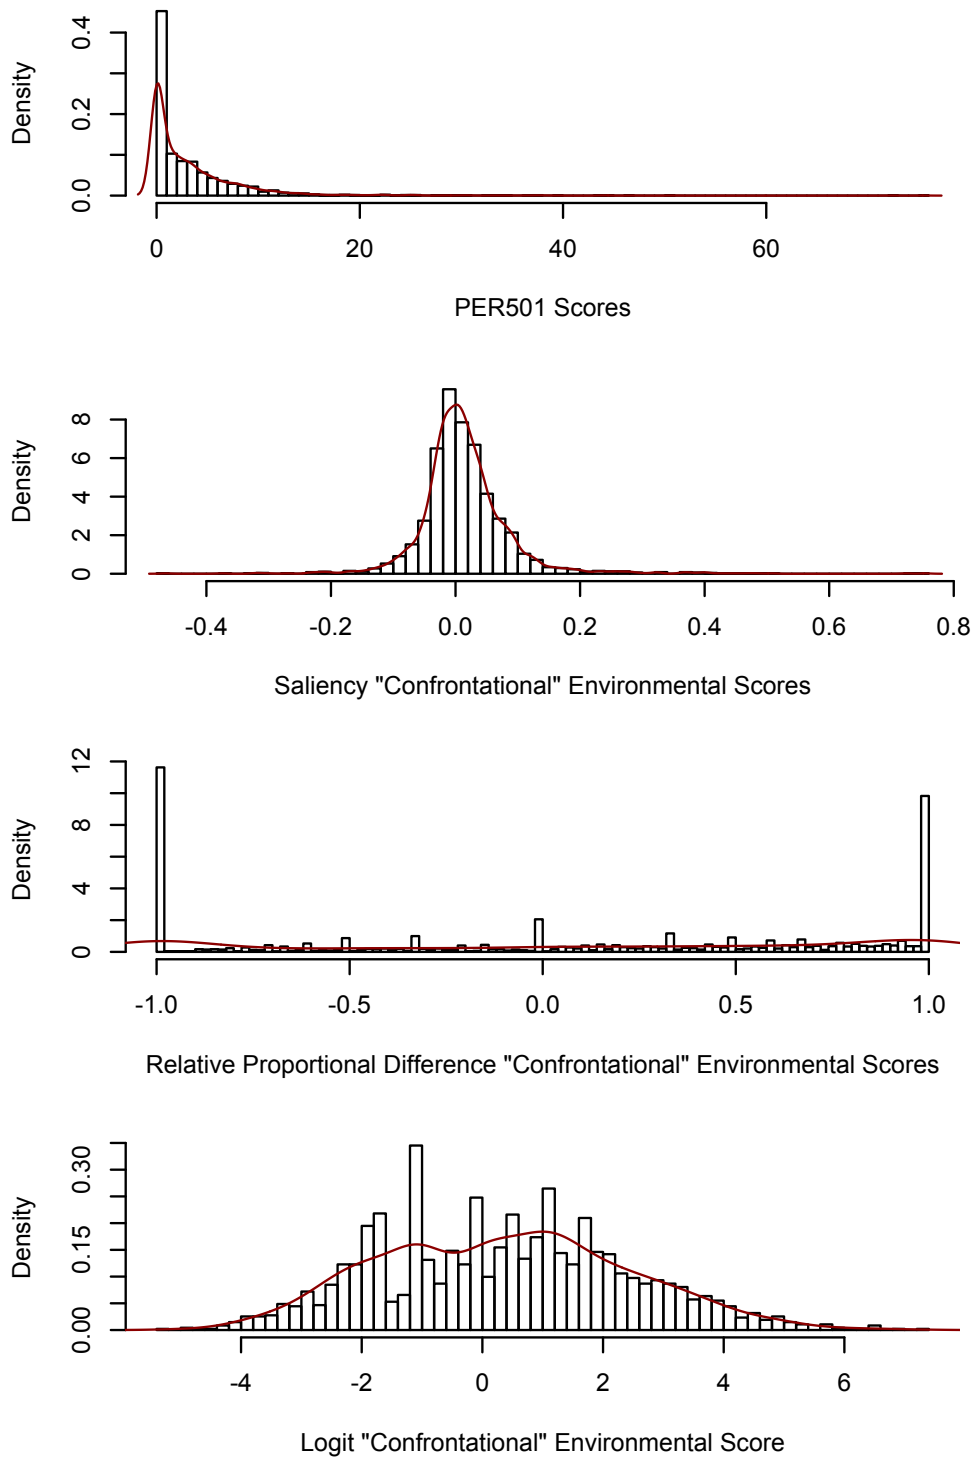 Density
0.0 0.2 0.4
0 20 40 60
PER501 Scores
Density
0 2 4 6 8
-0.4 -0.2 0.0 0.2 0.4 0.6 0.8
Saliency "Confrontational" Environmental Scores
Density
0 4 8 12
-1.0 -0.5 0.0 0.5 1.0
Relative Proportional Difference "Confrontational" Environmental Scores
Density
0.00 0.15 0.30
-4 -2 0 2 4 6
Logit "Confrontational" Environmental Score